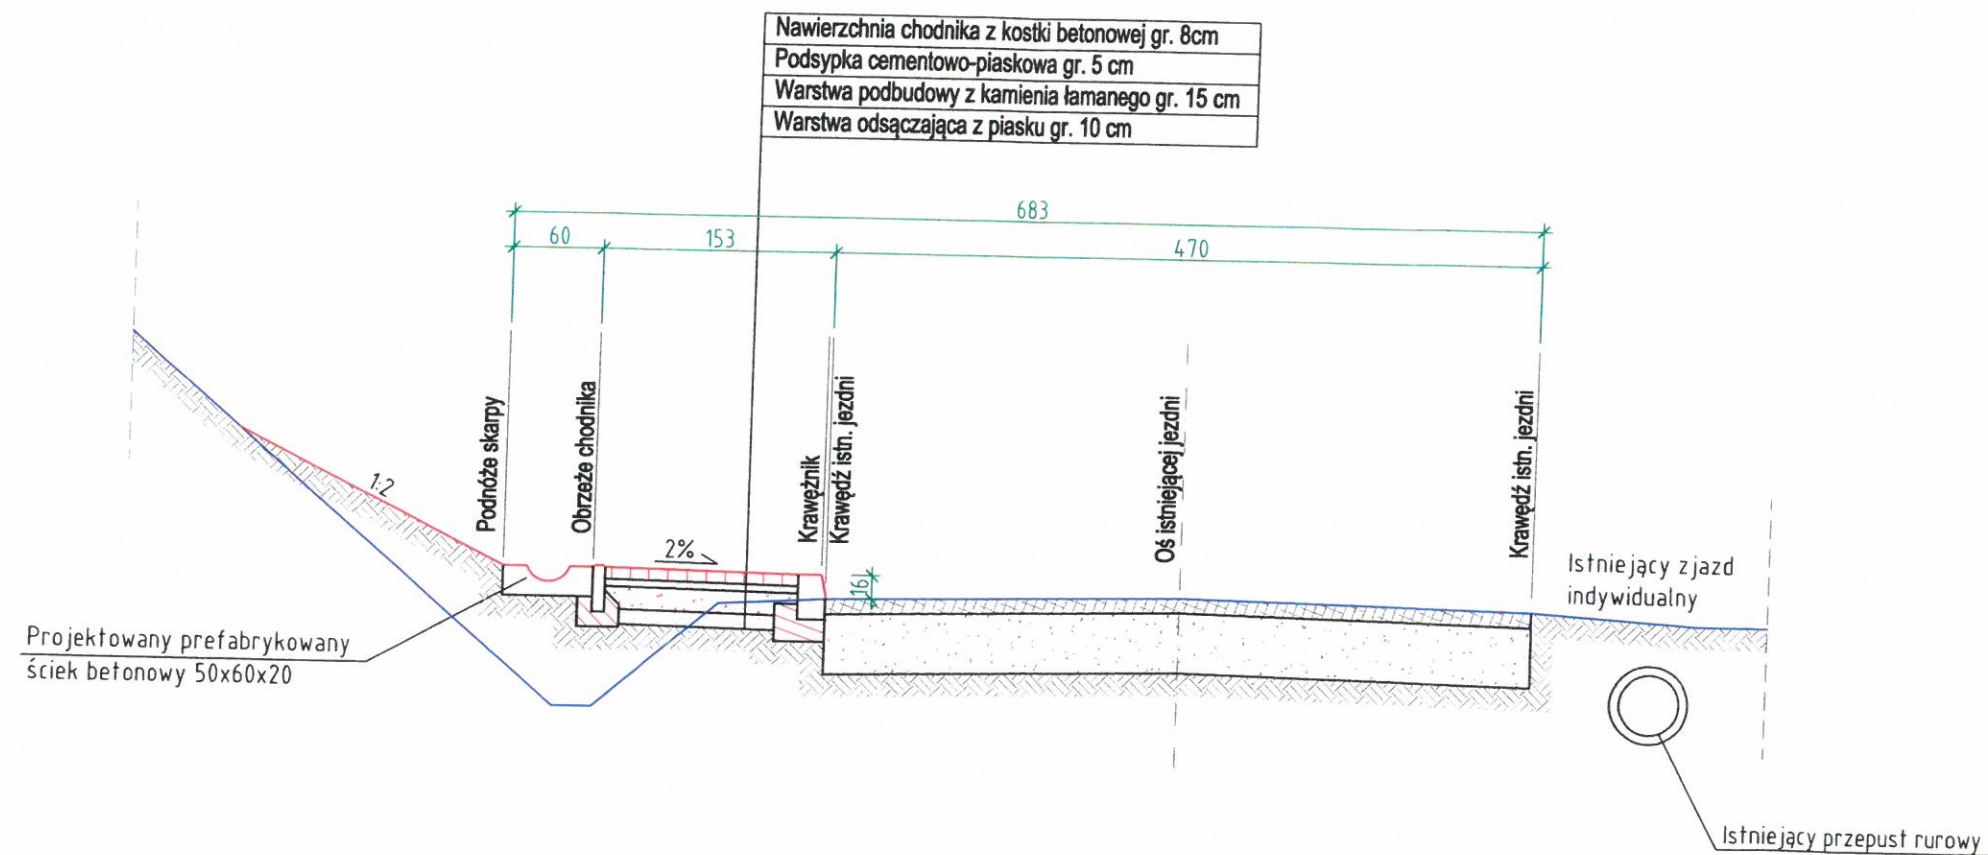 Nawierzchnia chodnika z kostki betonowej gr. 8cm
Podsypka cementowo-piaskowa gr. 5 cm
Warstwa podbudowy z kamienia łamanego gr. 15 cm
Warstwa odsączająca z piasku gr. 10 cm
683
60
153
470
Podnóże skarpy
Obrzeże chodnika
Krawężnik
Krawędź istn. jezdni
Oś istniejącej jezdni
Krawędź istn. jezdni
1:2
2%
16
Istniejący zjazd
indywidualny
Projektowany prefabrykowany
ściek betonowy 50x60x20
Istniejący przepust rurowy